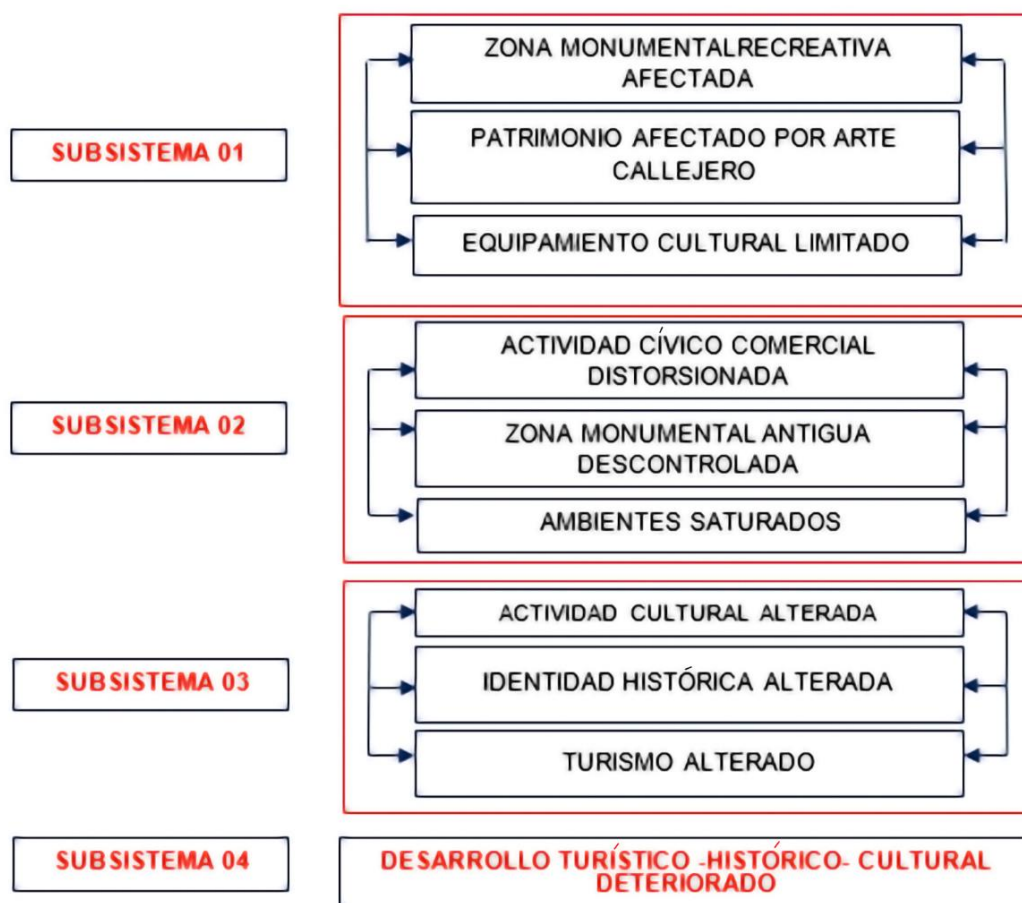 ZONA MONUMENTALRECREATIVA
AFECTADA
SUBSISTEMA 01
PATRIMONIO AFECTADO POR ARTE
CALLEJERO
EQUIPAMIENTO CULTURAL LIMITADO
ACTIVIDAD CÍVICO COMERCIAL
DISTORSIONADA
SUBSISTEMA 02
ZONA MONUMENTAL ANTIGUA
DESCONTROLADA
AMBIENTES SATURADOS
ACTIVIDAD CULTURAL ALTERADA
SUBSISTEMA 03
IDENTIDAD HISTÓRICA ALTERADA
TURISMO ALTERADO
SUBSISTEMA 04
DESARROLLO TURÍSTICO -HISTÓRICO- CULTURAL
DETERIORADO